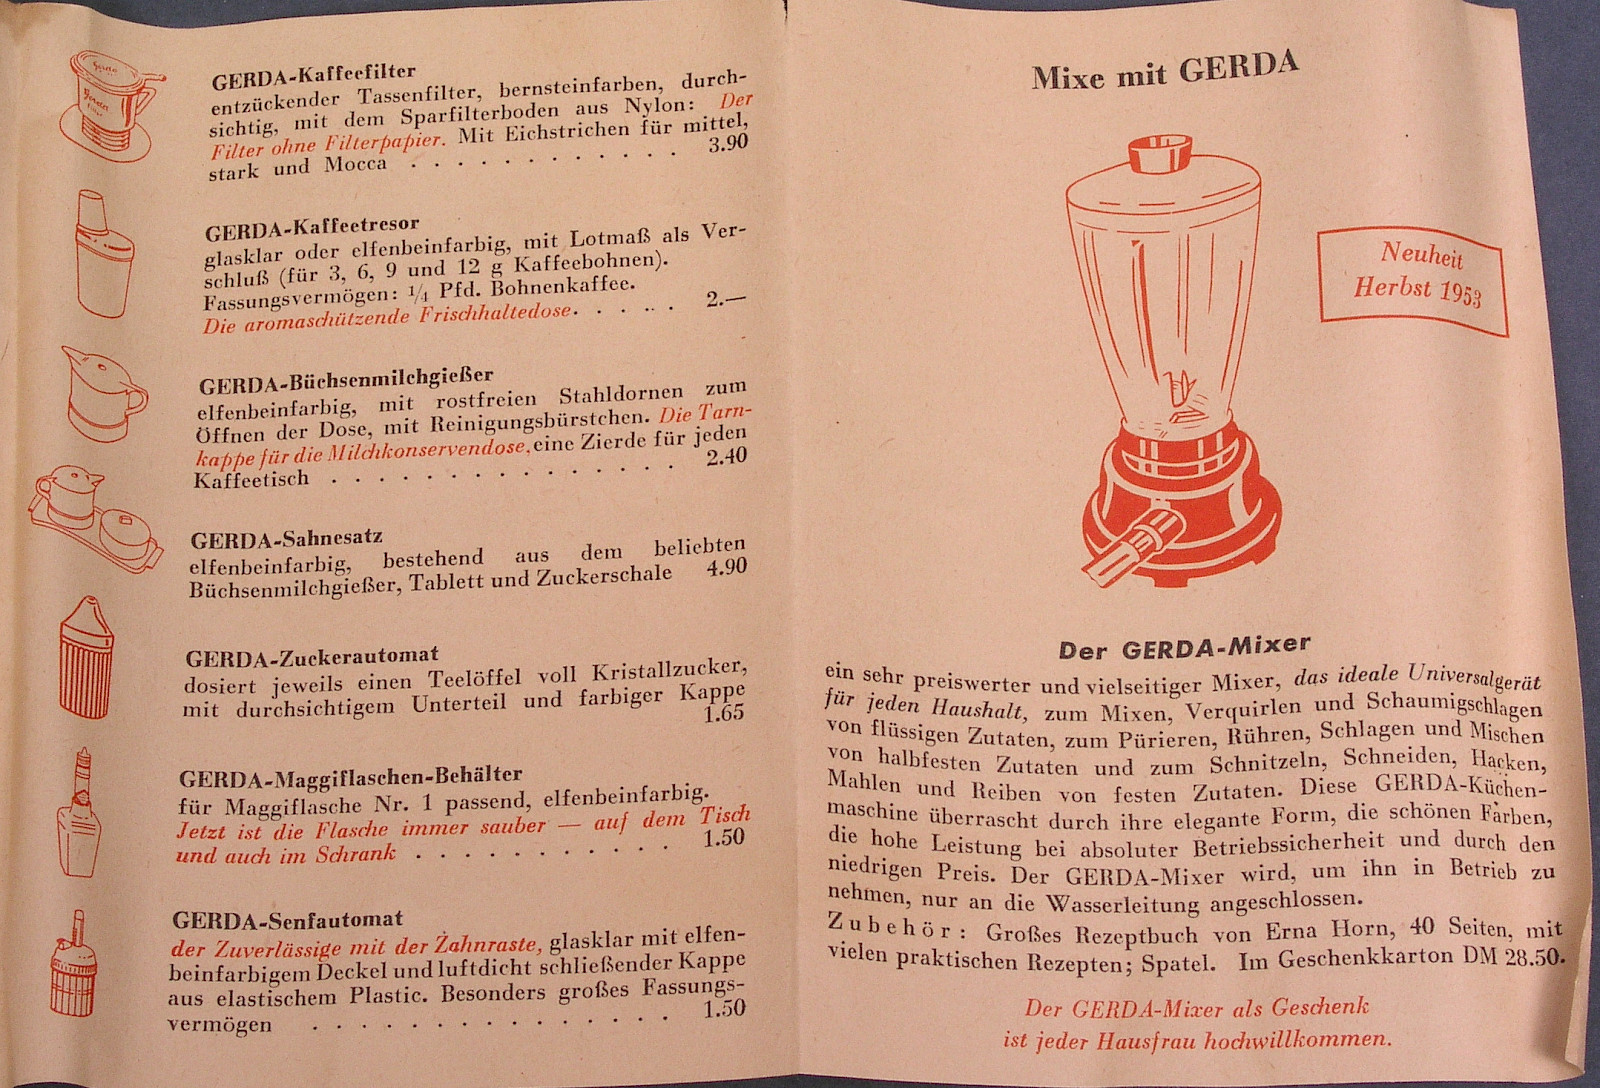 GERDA-Kaffeefilter
entzückender Tassenfilter, bernsteinfarben, durch-
sichtig, mit dem Sparfilterboden aus Nylon: Der
Filter ohne Filterpapier. Mit Eichstrichen für mittel,
stark und Mocca . . . . . . . . . . . . 3.90
GERDA-Kaffeetresor
glasklar oder elfenbeinfarbig, mit Lotmaß als Ver-
schluß (für 3, 6, 9 und 12 g Kaffeebohnen).
Fassungsvermögen: 1/4 Pfd. Bohnenkaffee.
Die aromaschützende Frischhaltedose. . . . . . 2.—
GERDA-Büchsenmilchgießer
elfenbeinfarbig, mit rostfreien Stahldornen zum
Öffnen der Dose, mit Reinigungsbürstchen. Die Tarn-
kappe für die Milchkonservendose, eine Zierde für jeden
Kaffeetisch . . . . . . . . . . . . . . . 2.40
GERDA-Sahnesatz
elfenbeinfarbig, bestehend aus dem beliebten
Büchsenmilchgießer, Tablett und Zuckerschale 4.90
GERDA-Zuckerautomat
dosiert jeweils einen Teelöffel voll Kristallzucker,
mit durchsichtigem Unterteil und farbiger Kappe
1.65
GERDA-Maggiflaschen-Behälter
für Maggiflasche Nr. 1 passend, elfenbeinfarbig.
Jetzt ist die Flasche immer sauber — auf dem Tisch
und auch im Schrank . . . . . . . . . . . 1.50
GERDA-Senfautomat
der Zuverlässige mit der Zahnraste, glasklar mit elfen-
beinfarbigem Deckel und luftdicht schließender Kappe
aus elastischem Plastic. Besonders großes Fassungs-
vermögen . . . . . . . . . . . . . . . 1.50
Mixe mit GERDA
Neuheit
Herbst 1953
Der GERDA-Mixer
ein sehr preiswerter und vielseitiger Mixer, das ideale Universalgerät
für jeden Haushalt, zum Mixen, Verquirlen und Schaumigschlagen
von flüssigen Zutaten, zum Pürieren, Rühren, Schlagen und Mischen
von halbfesten Zutaten und zum Schnitzeln, Schneiden, Hacken,
Mahlen und Reiben von festen Zutaten. Diese GERDA-Küchen-
maschine überrascht durch ihre elegante Form, die schönen Farben,
die hohe Leistung bei absoluter Betriebssicherheit und durch den
niedrigen Preis. Der GERDA-Mixer wird, um ihn in Betrieb zu
nehmen, nur an die Wasserleitung angeschlossen.
Zubehör: Großes Rezeptbuch von Erna Horn, 40 Seiten, mit
vielen praktischen Rezepten; Spatel. Im Geschenkkarton DM 28.50.
Der GERDA-Mixer als Geschenk
ist jeder Hausfrau hochwillkommen.